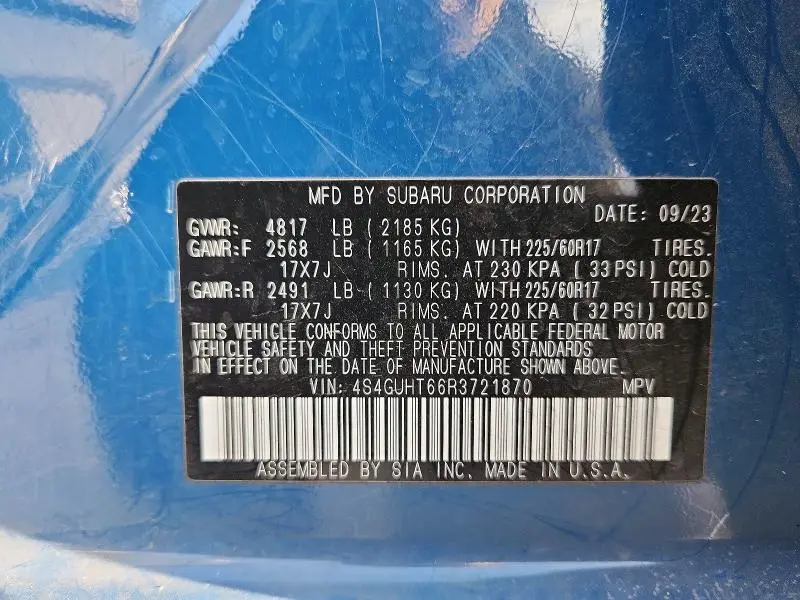 MFD BY SUBARU CORPORATION
DATE: 09/23
GVWR: 4817 LB ( 2185 KG)
GAWR:F 2568 LB ( 1165 KG) WITH 225/60R17 TIRES.
17X7J RIMS. AT 230 KPA ( 33 PSI) COLD
GAWR:R 2491 LB ( 1130 KG) WITH 225/60R17 TIRES.
17X7J RIMS. AT 220 KPA ( 32 PSI) COLD
THIS VEHICLE CONFORMS TO ALL APPLICABLE FEDERAL MOTOR
VEHICLE SAFETY AND THEFT PREVENTION STANDARDS
IN EFFECT ON THE DATE OF MANUFACTURE SHOWN ABOVE.
VIN: 4S4GUHT66R3721870 MPV
ASSEMBLED BY SIA INC. MADE IN U.S.A.